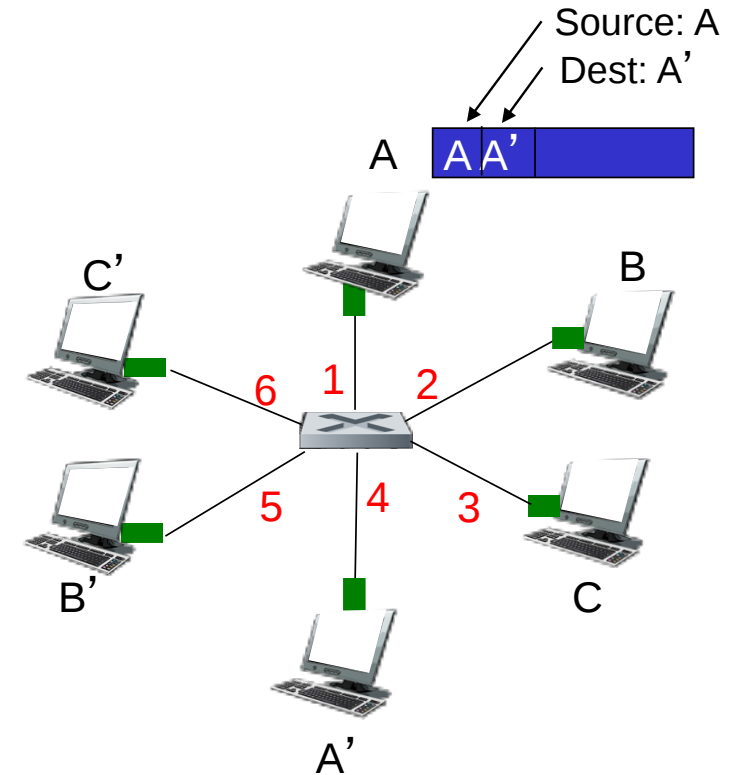 Source: A
Dest: A’
A A A’
C’ B
6 1 2
5 4 3
B’ C
A’